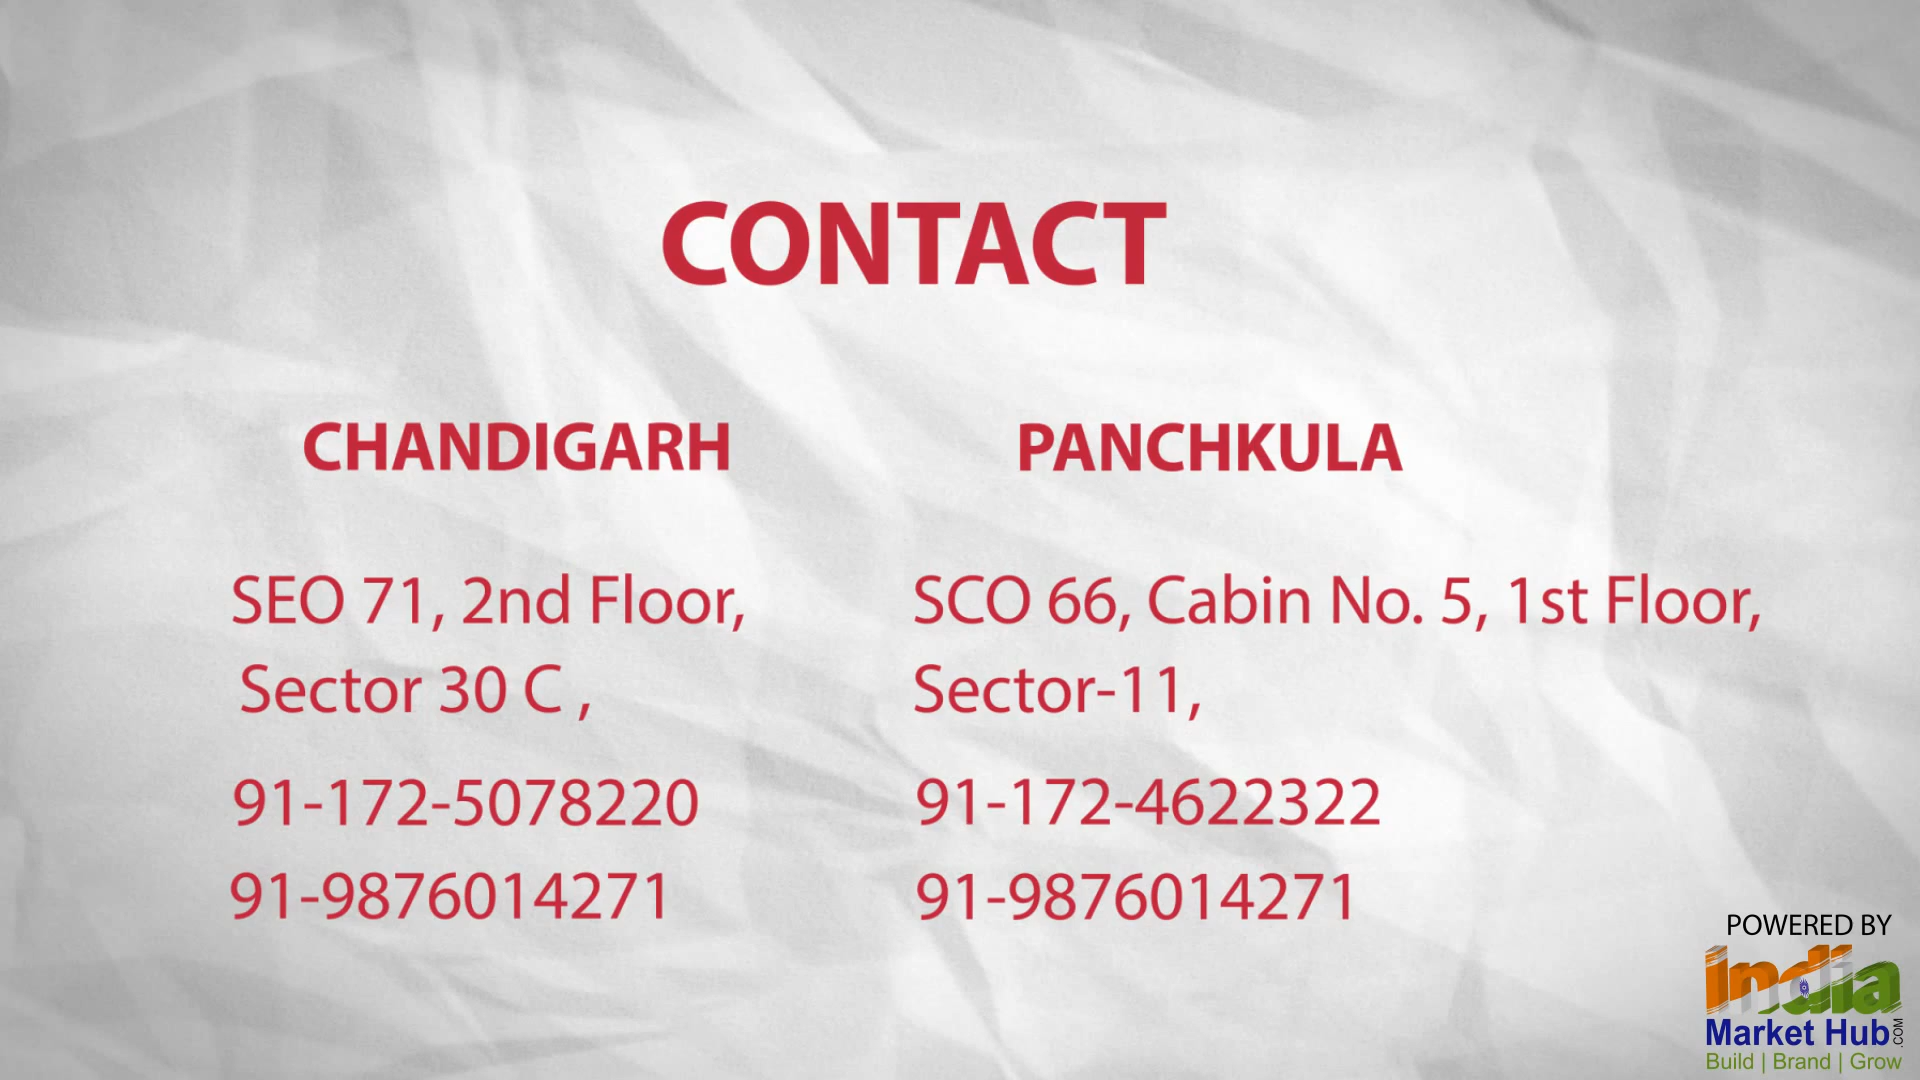 CONTACT
CHANDIGARH
SEO 71, 2nd Floor,
Sector 30 C ,
91-172-5078220
91-9876014271
PANCHKULA
SCO 66, Cabin No. 5, 1st Floor,
Sector-11,
91-172-4622322
91-9876014271
POWERED BY
India
Market Hub.COM
Build | Brand | Grow